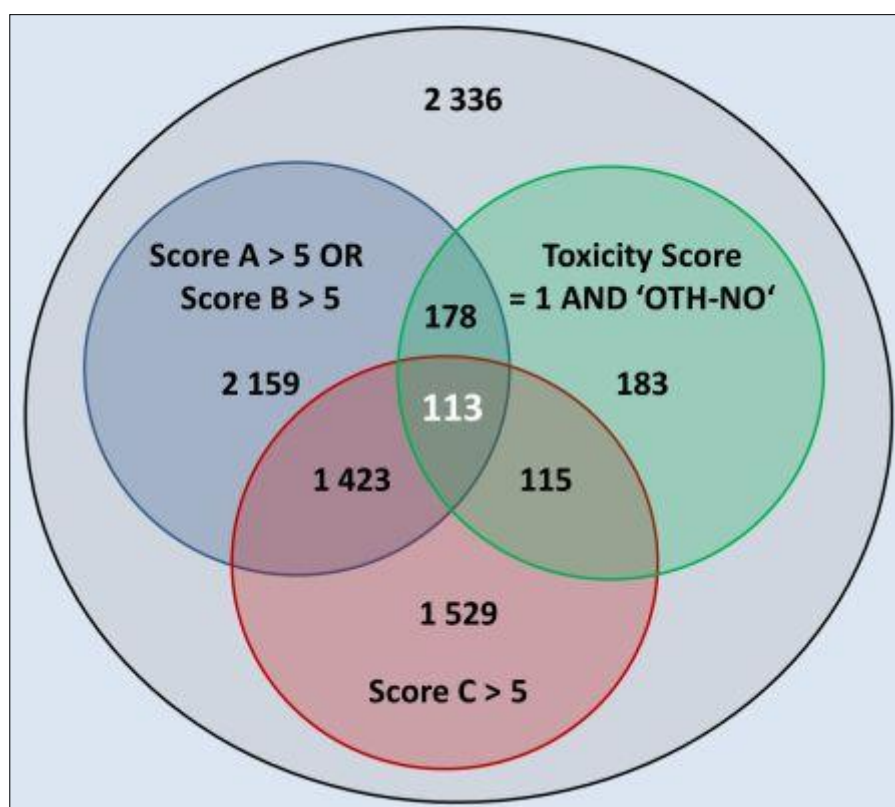 2 336
Score A > 5 OR
Score B > 5
Toxicity Score
= 1 AND ‘OTH-NO‘
178
2 159
183
113
1 423
115
1 529
Score C > 5